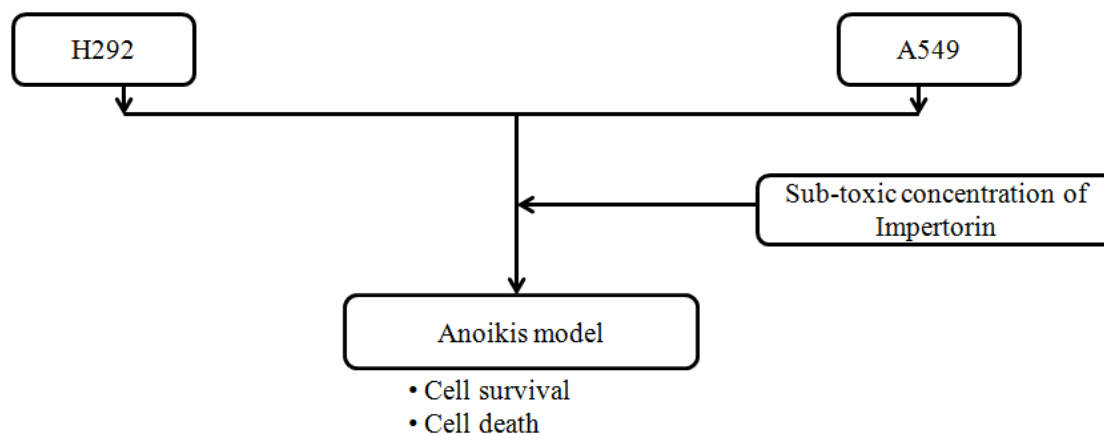 H292
A549
Sub-toxic concentration of
Impertorin
Anoikis model
• Cell survival
• Cell death